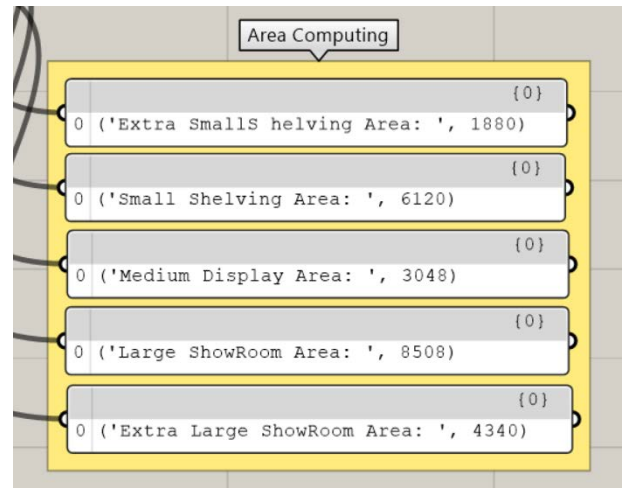 Area Computing
{0}
0 ('Extra SmallS helving Area: ', 1880)
{0}
0 ('Small Shelving Area: ', 6120)
{0}
0 ('Medium Display Area: ', 3048)
{0}
0 ('Large ShowRoom Area: ', 8508)
{0}
0 ('Extra Large ShowRoom Area: ', 4340)